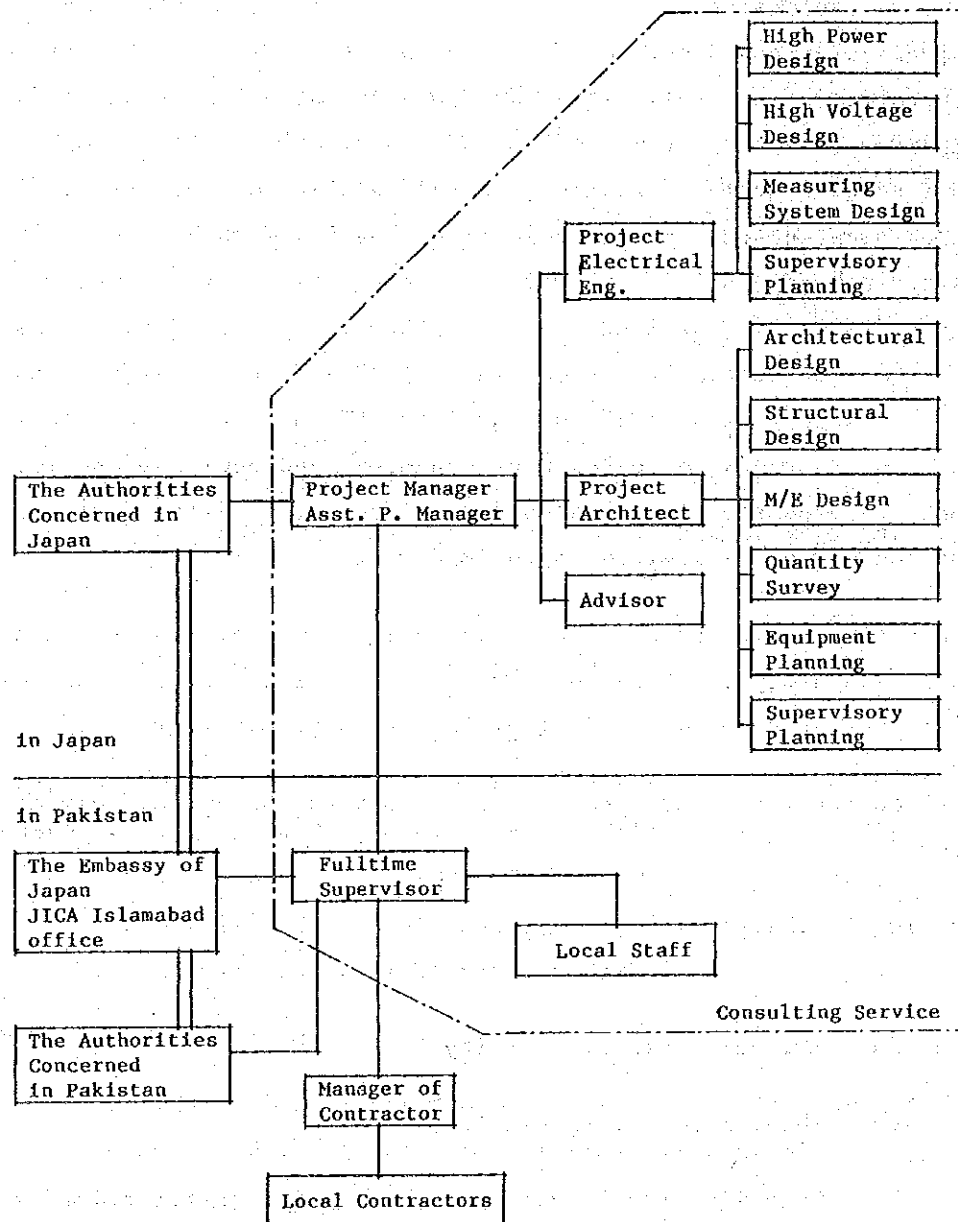 High Power
Design
High Voltage
Design
Measuring
System Design
Project
Electrical
Eng.
Supervisory
Planning
Architectural
Design
Structural
Design
The Authorities
Concerned in
Japan
Project Manager
Asst. P. Manager
Project
Architect
M/E Design
Advisor
Quantity
Survey
Equipment
Planning
Supervisory
Planning
in Japan
in Pakistan
The Embassy of
Japan
JICA Islamabad
office
Fulltime
Supervisor
Local Staff
Consulting Service
The Authorities
Concerned
in Pakistan
Manager of
Contractor
Local Contractors